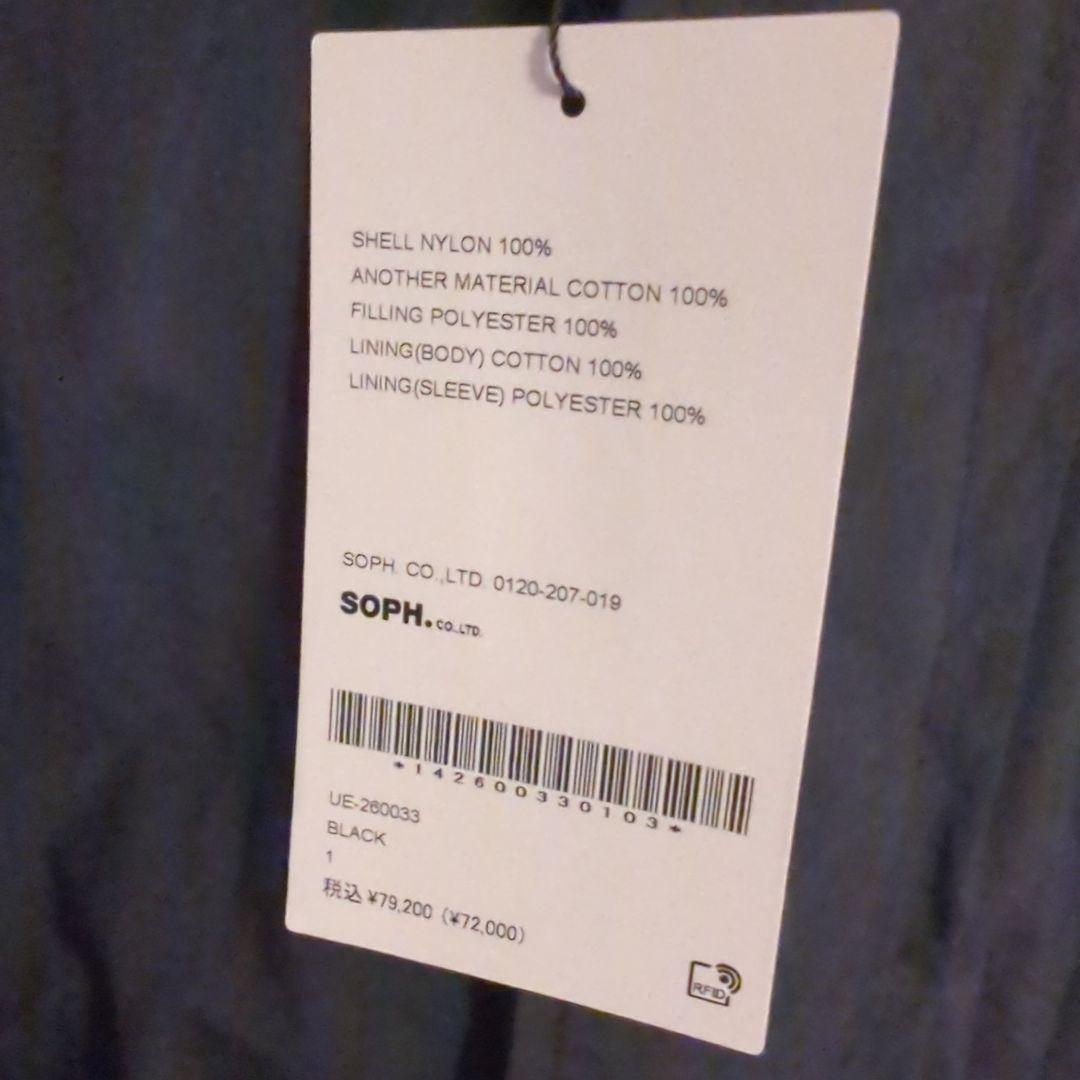 SHELL NYLON 100%
ANOTHER MATERIAL COTTON 100%
FILLING POLYESTER 100%
LINING(BODY) COTTON 100%
LINING(SLEEVE) POLYESTER 100%
SOPH. CO.,LTD. 0120-207-019
SOPH. CO.,LTD.
*142600330103*
UE-260033
BLACK
1
税込 ¥79,200 (¥72,000)
RFID